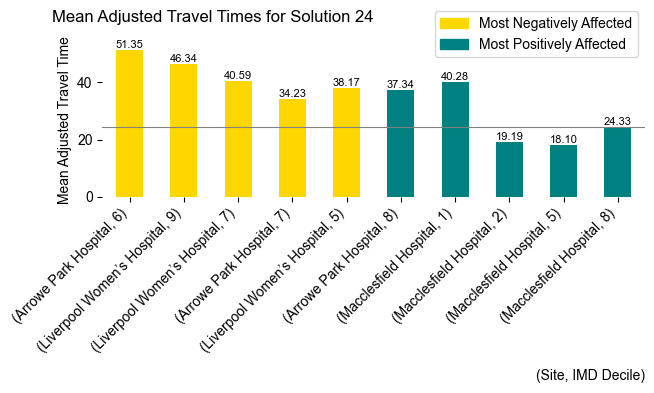 Mean Adjusted Travel Times for Solution 24
Most Negatively Affected
Most Positively Affected
Mean Adjusted Travel Time
40
20
0
51.35
46.34
40.59
34.23
38.17
37.34
40.28
19.19
18.10
24.33
(Arrowe Park Hospital, 6)
(Liverpool Women's Hospital, 9)
(Liverpool Women's Hospital, 7)
(Arrowe Park Hospital, 7)
(Liverpool Women's Hospital, 5)
(Arrowe Park Hospital, 8)
(Macclesfield Hospital, 1)
(Macclesfield Hospital, 2)
(Macclesfield Hospital, 5)
(Macclesfield Hospital, 8)
(Site, IMD Decile)